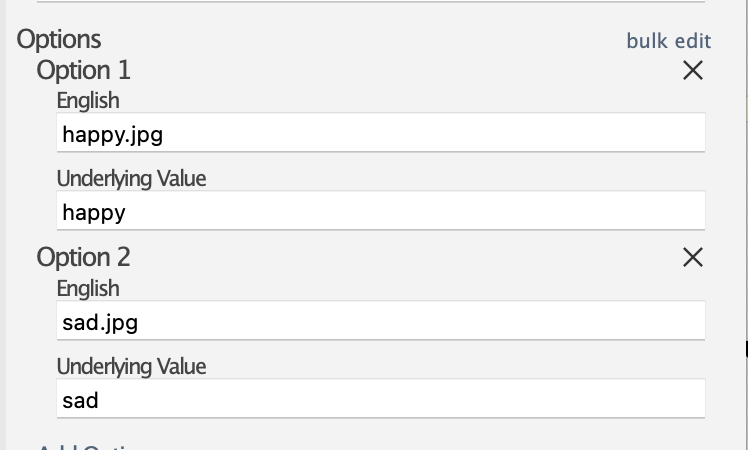 Options
bulk edit
Option 1
English
happy.jpg
Underlying Value
happy
Option 2
English
sad.jpg
Underlying Value
sad